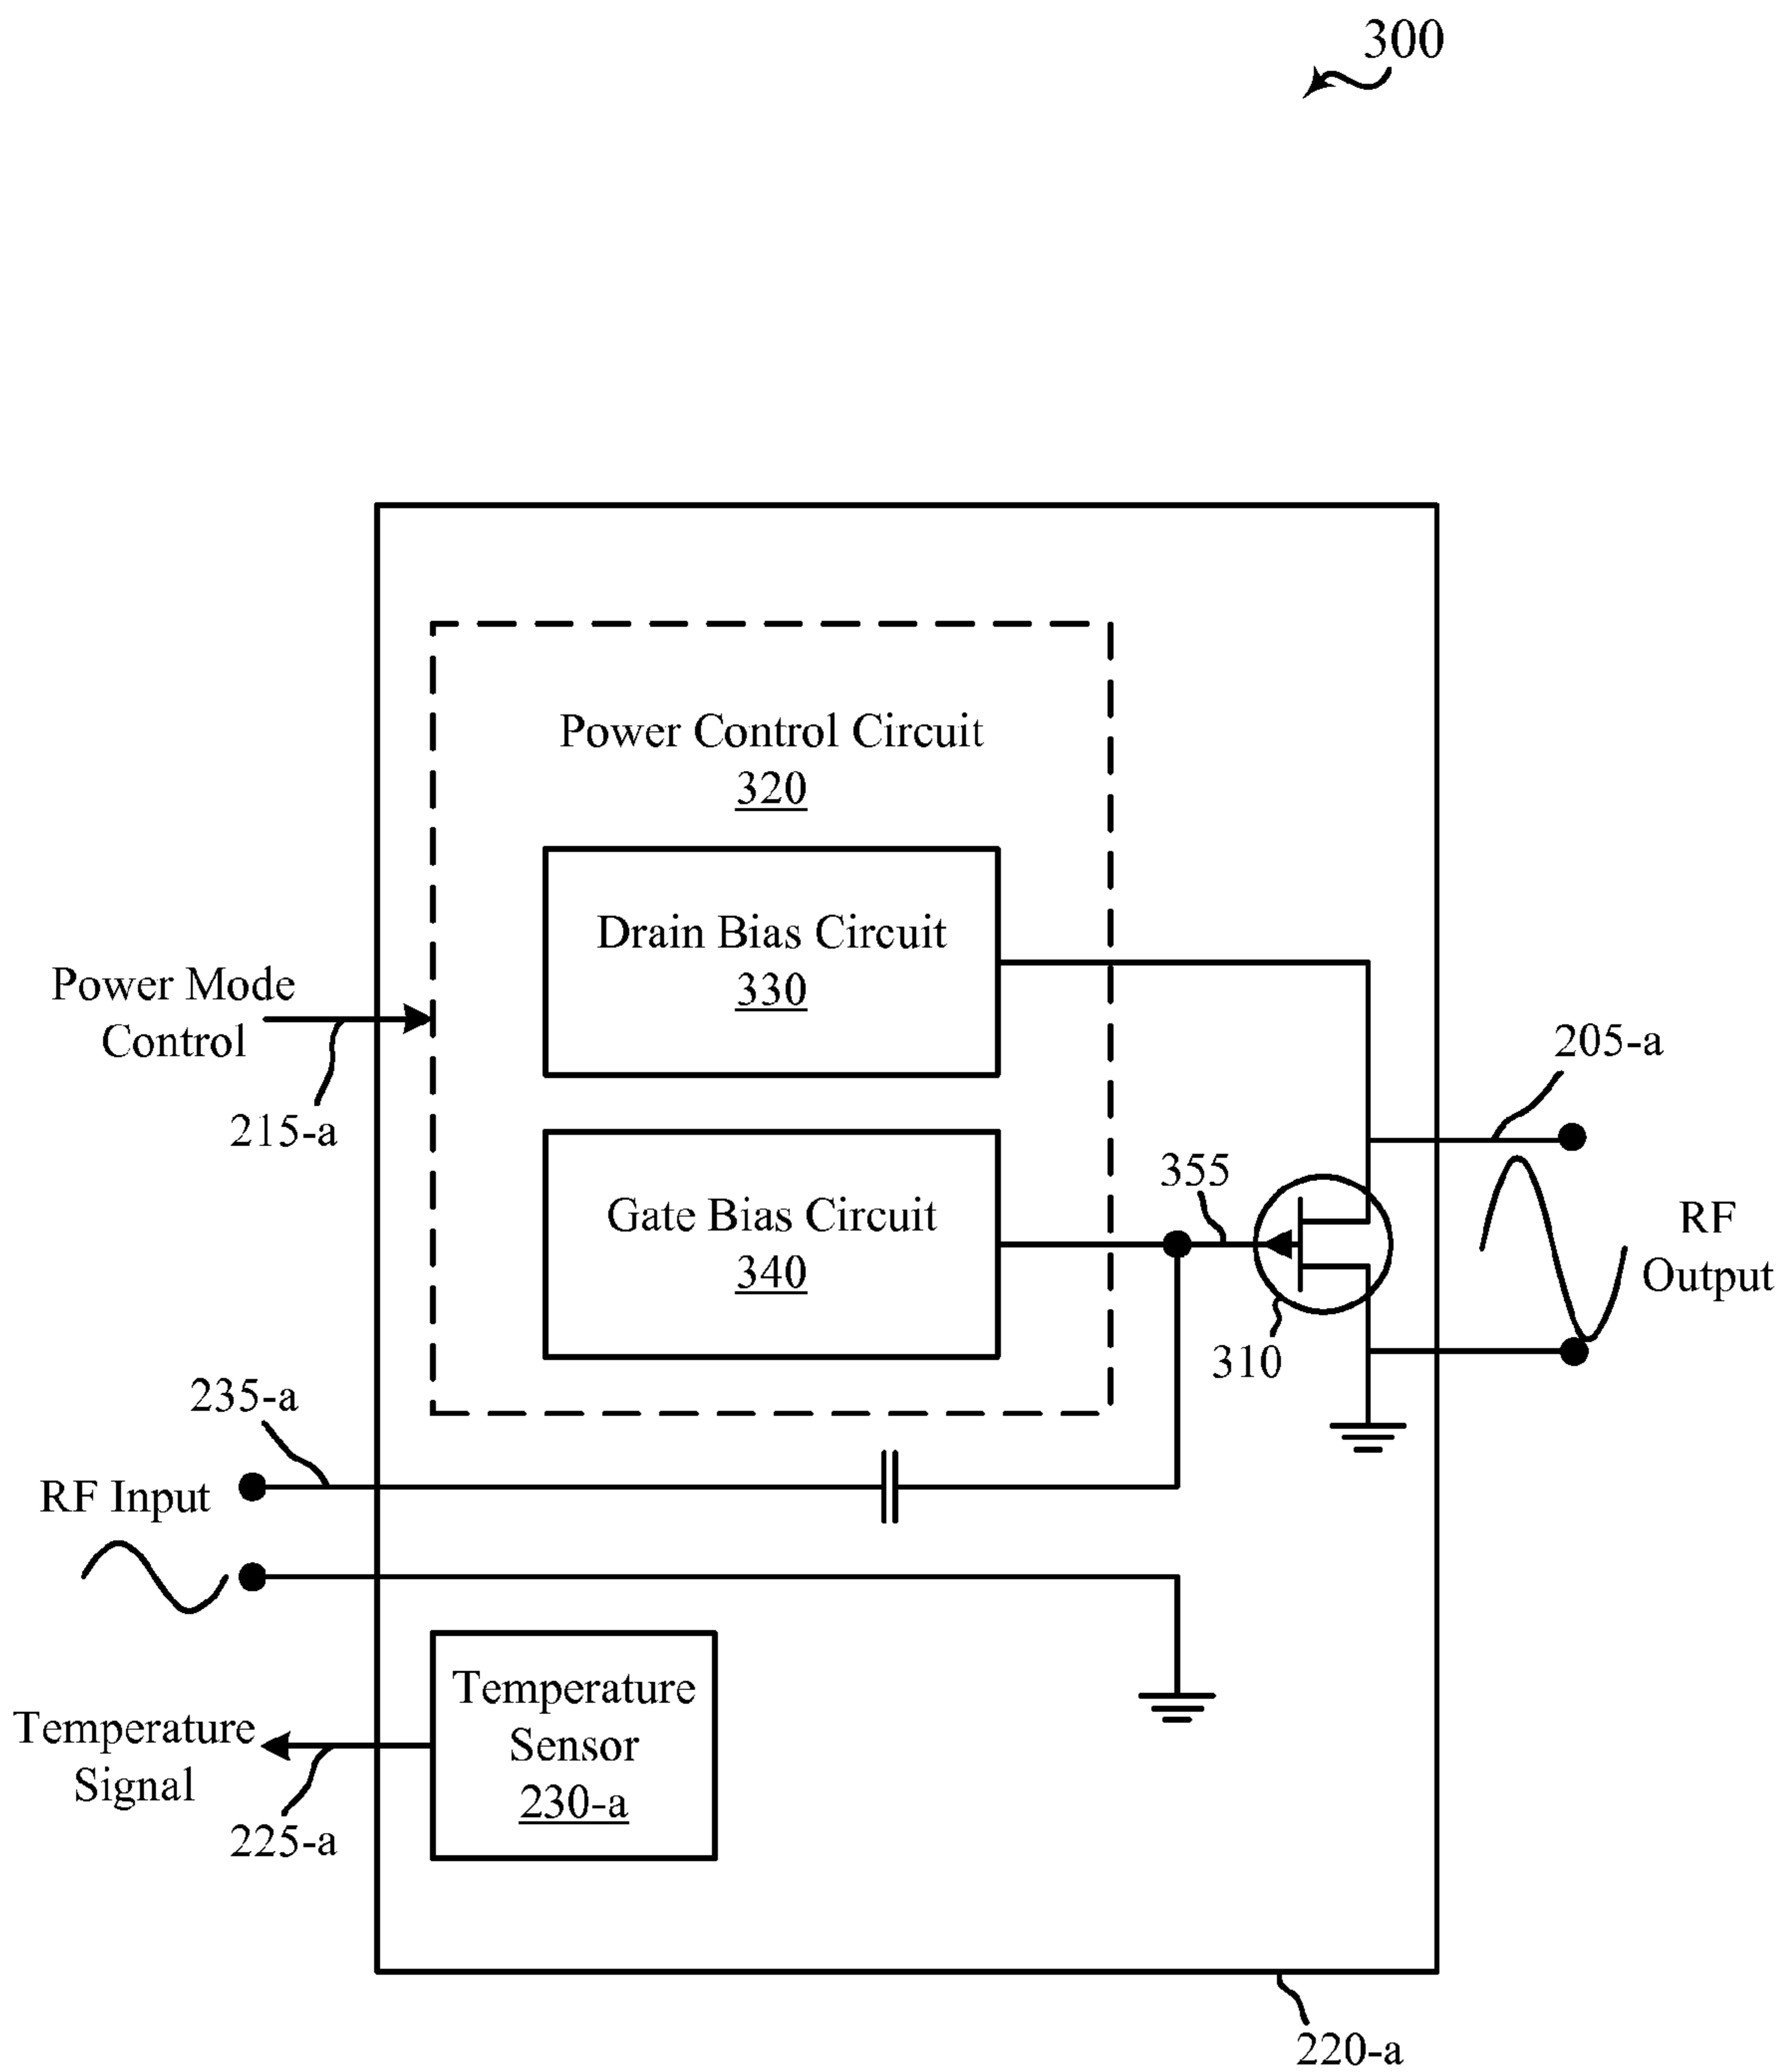 300
Power Control Circuit
320
Drain Bias Circuit
330
Power Mode
Control
215-a
205-a
Gate Bias Circuit
340
355
310
RF
Output
235-a
RF Input
Temperature
Sensor
230-a
Temperature
Signal
225-a
220-a